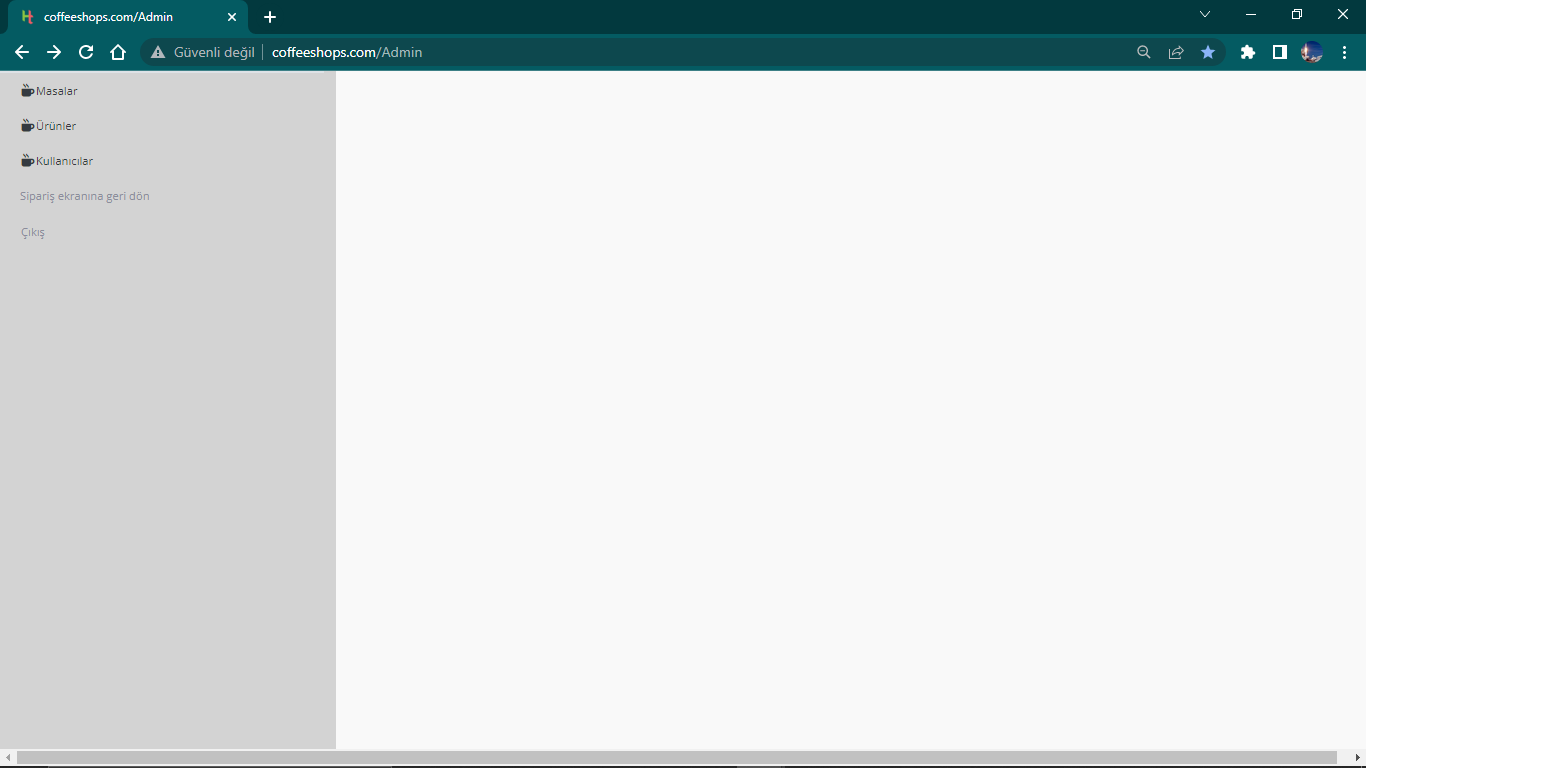 coffeeshops.com/Admin
Güvenli değil coffeeshops.com/Admin
Masalar
Ürünler
Kullanıcılar
Sipariş ekranına geri dön
Çıkış